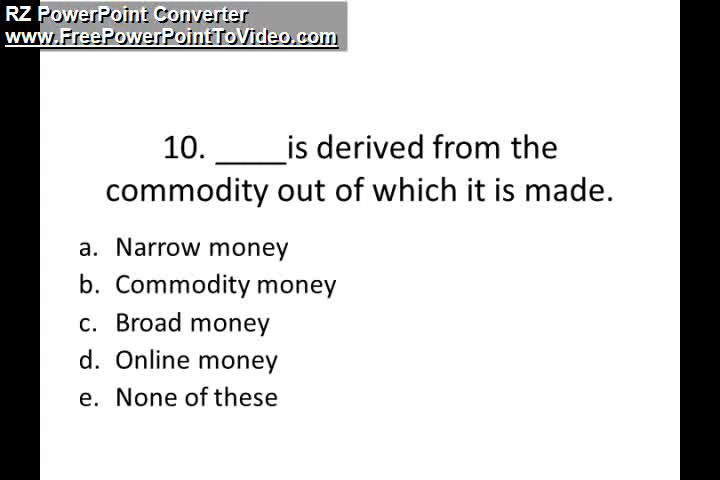 RZ PowerPoint Converter
www.FreePowerPointToVideo.com
10. ____is derived from the
commodity out of which it is made.
a. Narrow money
b. Commodity money
c. Broad money
d. Online money
e. None of these